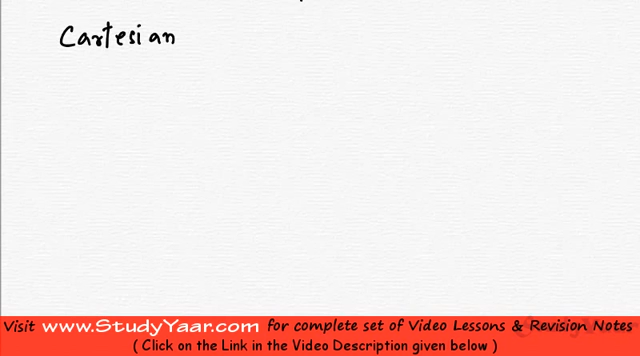 Cartesian
Visit www.StudyYaar.com for complete set of Video Lessons & Revision Notes
( Click on the Link in the Video Description given below )